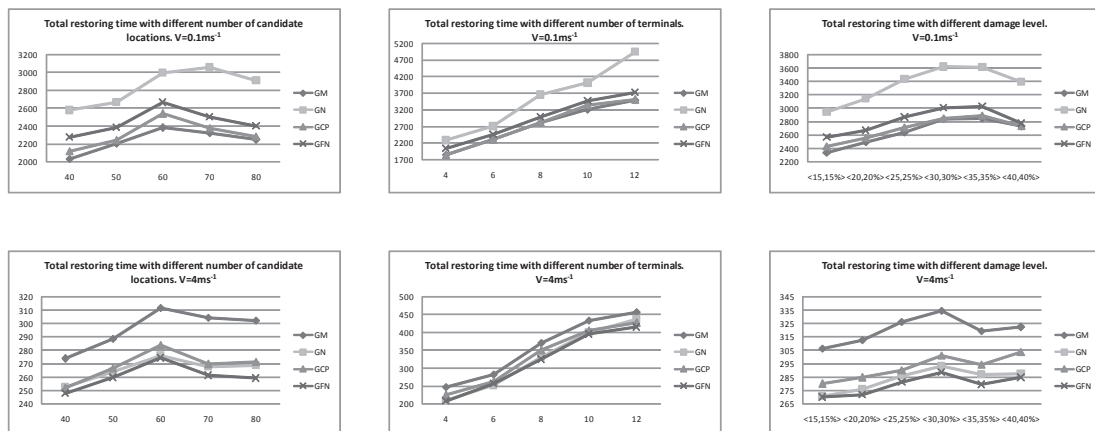 Total restoring time with different number of candidate
locations. V=0.1ms⁻¹
3200
3000
2800
2600
2400
2200
2000
40 50 60 70 80
GM
GN
GCP
GFN
Total restoring time with different number of terminals.
V=0.1ms⁻¹
5200
4700
4200
3700
3200
2700
2200
1700
4 6 8 10 12
GM
GN
GCP
GFN
Total restoring time with different damage level.
V=0.1ms⁻¹
3800
3600
3400
3200
3000
2800
2600
2400
2200
<15,15%> <20,20%> <25,25%> <30,30%> <35,35%> <40,40%>
GM
GN
GCP
GFN
Total restoring time with different number of candidate
locations. V=4ms⁻¹
320
310
300
290
280
270
260
250
240
40 50 60 70 80
GM
GN
GCP
GFN
Total restoring time with different number of terminals.
V=4ms⁻¹
500
450
400
350
300
250
200
4 6 8 10 12
GM
GN
GCP
GFN
Total restoring time with different damage level.
V=4ms⁻¹
345
335
325
315
305
295
285
275
265
<15,15%> <20,20%> <25,25%> <30,30%> <35,35%> <40,40%>
GM
GN
GCP
GFN